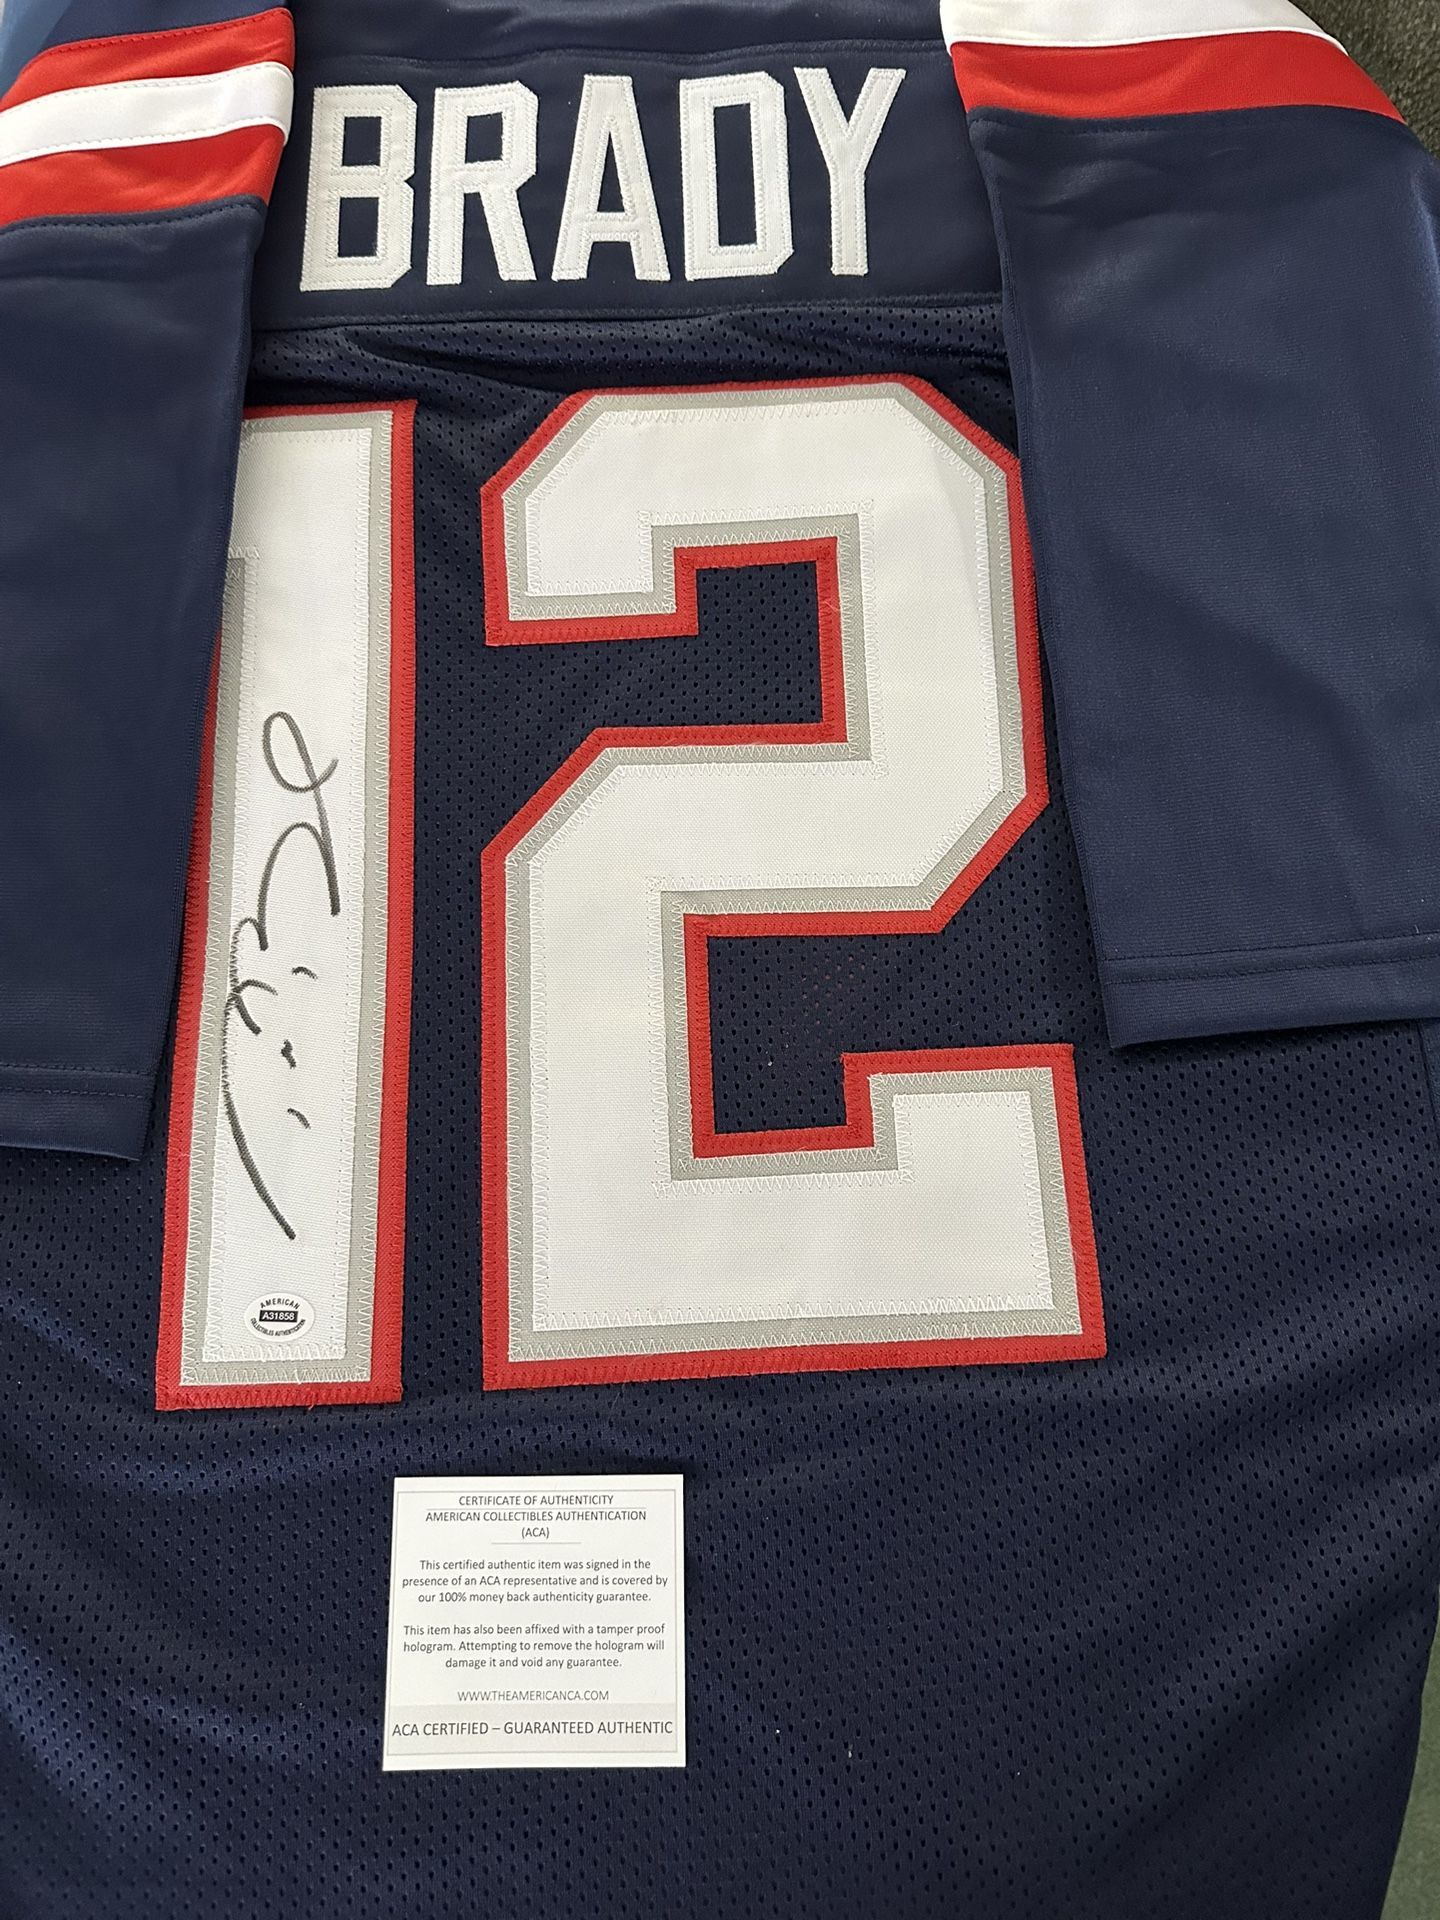 BRADY
12
AMERICAN
A31858
COLLECTIBLES AUTHENTICATION
CERTIFICATE OF AUTHENTICITY
AMERICAN COLLECTIBLES AUTHENTICATION
(ACA)
This certified authentic item was signed in the
presence of an ACA representative and is covered by
our 100% money back authenticity guarantee.
This item has also been affixed with a tamper proof
hologram. Attempting to remove the hologram will
damage it and void any guarantee.
WWW.THEAMERICANCA.COM
ACA CERTIFIED – GUARANTEED AUTHENTIC